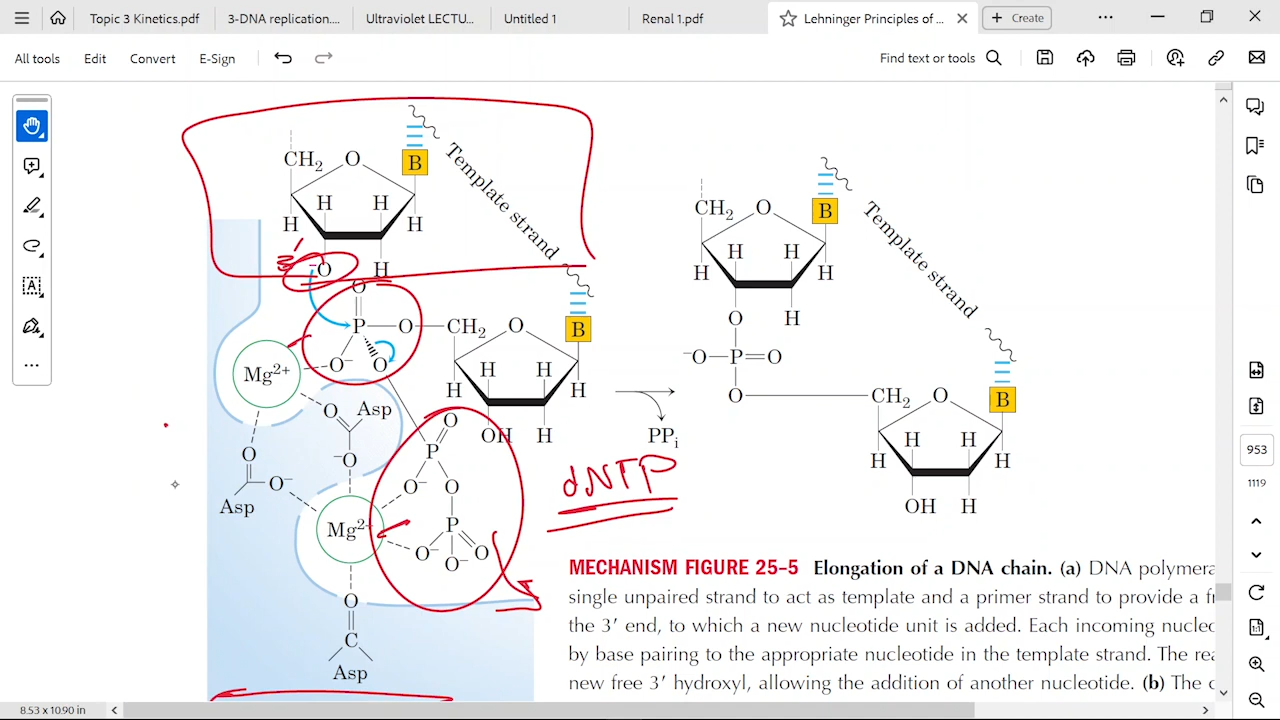 Topic 3 Kinetics.pdf
3-DNA replication....
Ultraviolet LECTU...
Untitled 1
Renal 1.pdf
Lehninger Principles of ...
Create
All tools
Edit
Convert
E-Sign
Find text or tools
CH2
O
B
Template strand
H
H
H
H
3'
-O
H
O
P
O
CH2
O
B
O-
O
H
H
H
H
OH
H
Mg2+
O
Asp
-O
O
O-
Asp
P
O
O-
O
Mg2+
P
O-
O-
O
O
C
Asp
PPi
dNTP
CH2
O
B
Template strand
H
H
H
H
O
H
-O
P
O
O
CH2
O
B
H
H
H
H
OH
H
MECHANISM FIGURE 25–5 Elongation of a DNA chain. (a) DNA polymera
single unpaired strand to act as template and a primer strand to provide a fr
the 3′ end, to which a new nucleotide unit is added. Each incoming nucleo
by base pairing to the appropriate nucleotide in the template strand. The rea
new free 3′ hydroxyl, allowing the addition of another nucleotide. (b) The c
953
1119
8.53 x 10.90 in